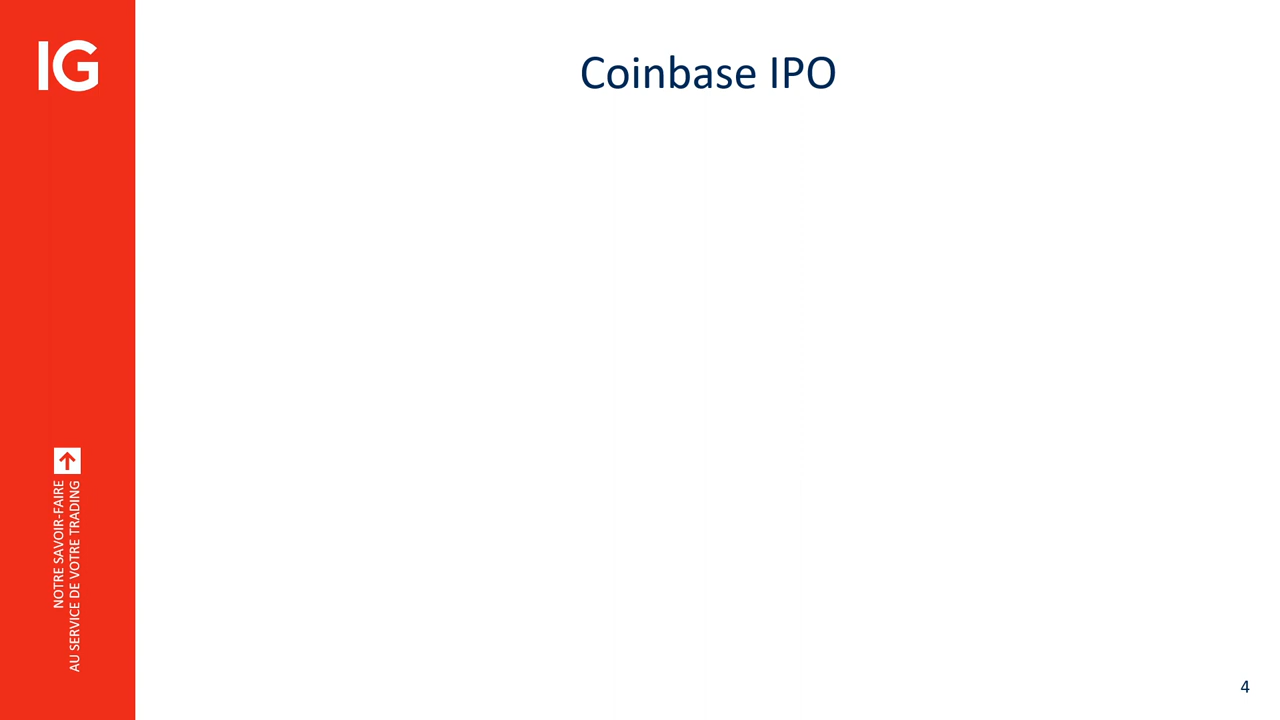 IG
Coinbase IPO
NOTRE SAVOIR-FAIRE
AU SERVICE DE VOTRE TRADING
4